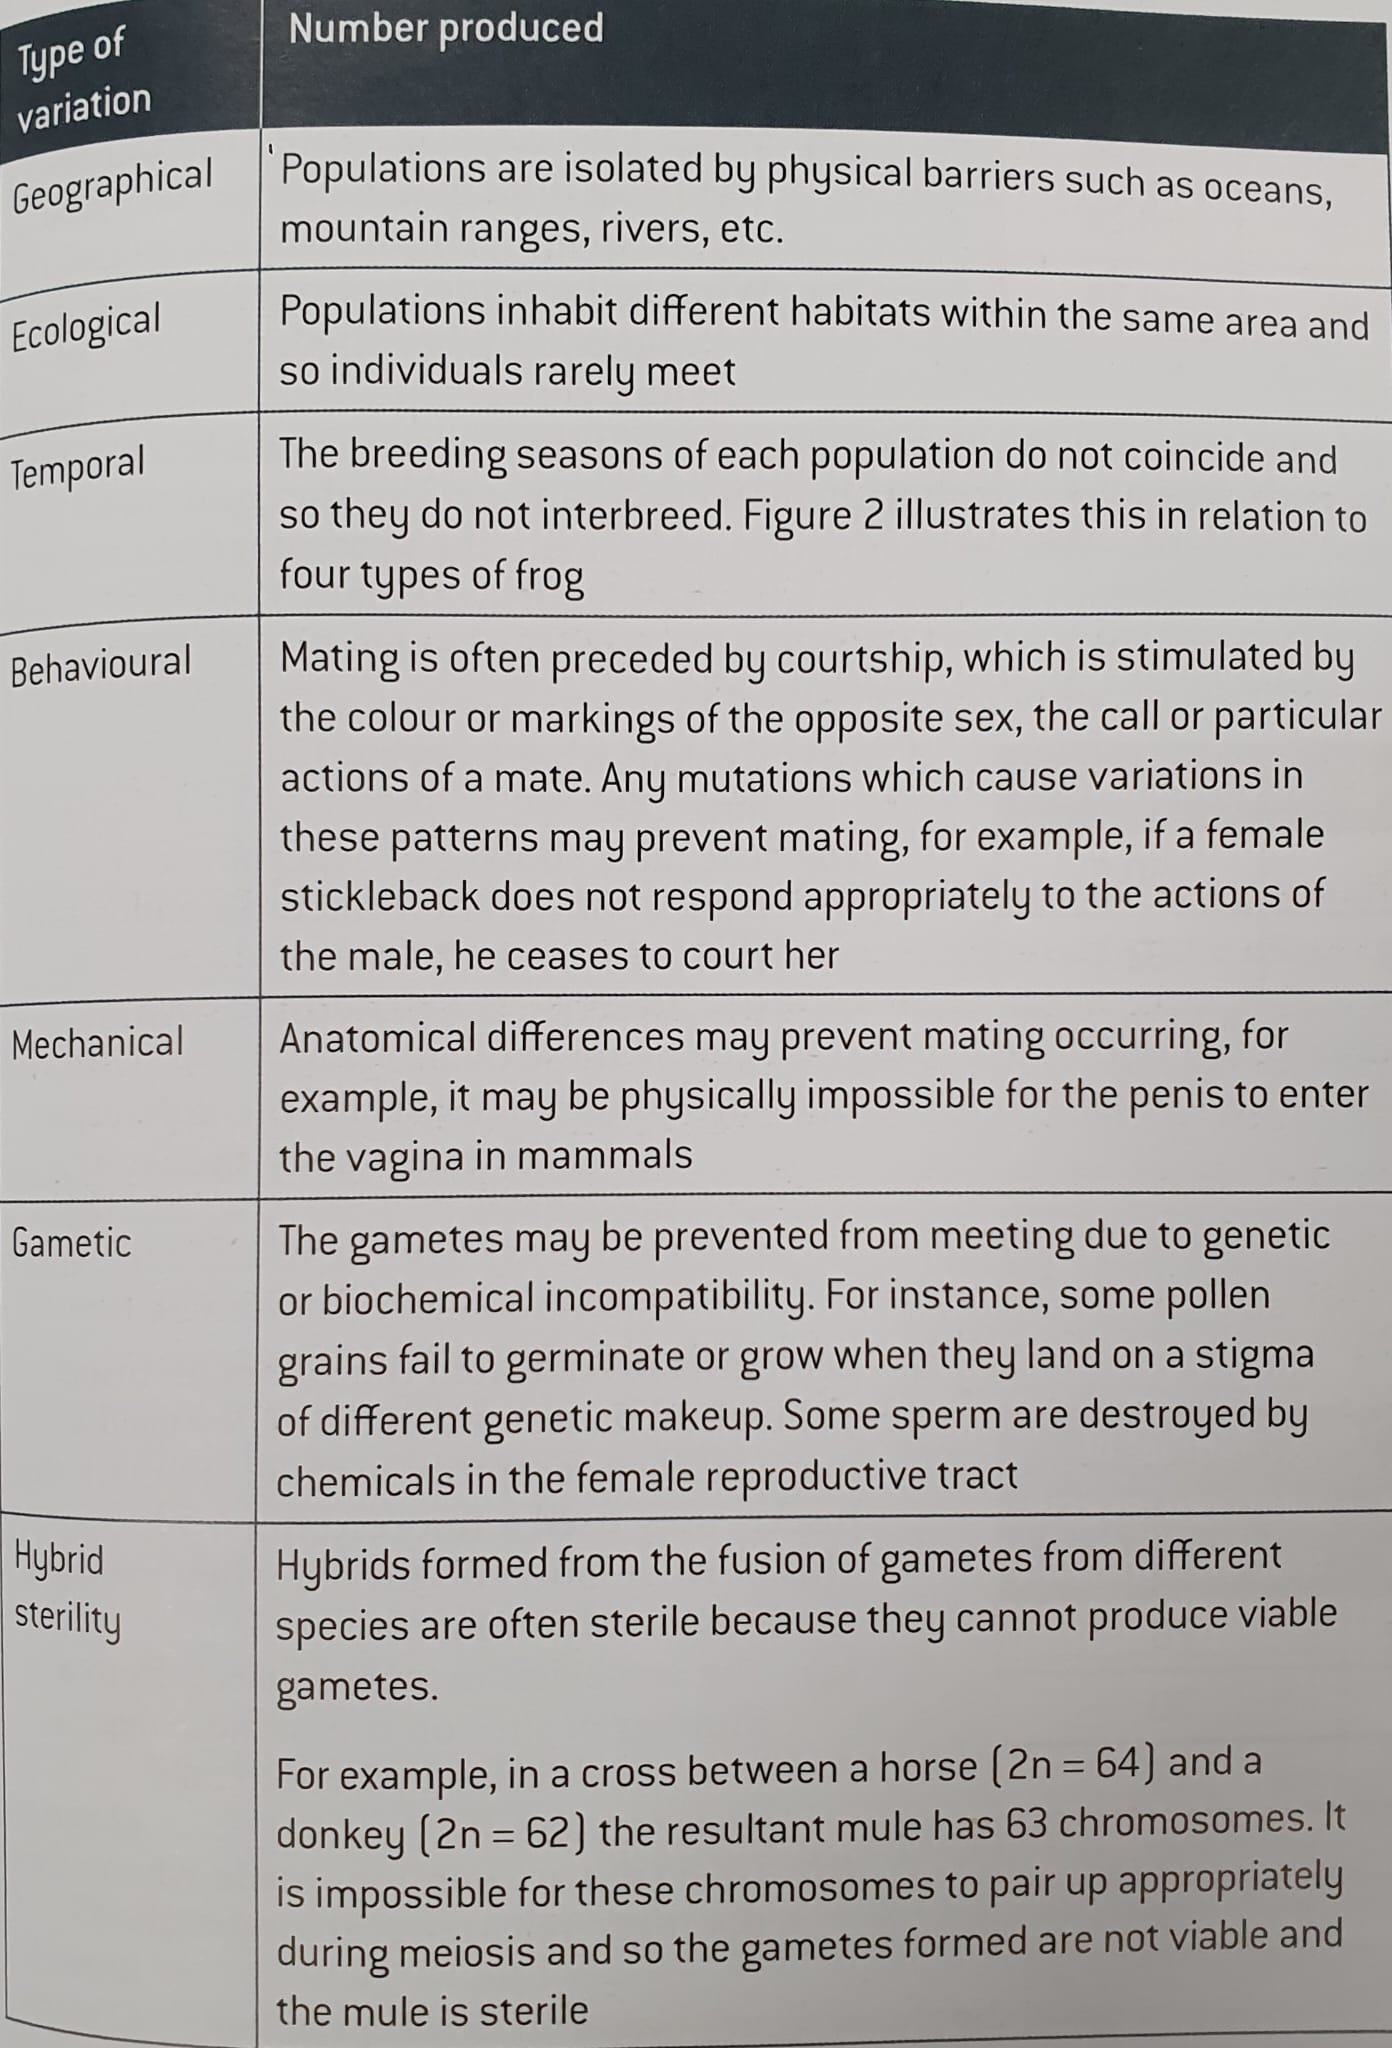 Type of
variation
Number produced
Geographical
Populations are isolated by physical barriers such as oceans,
mountain ranges, rivers, etc.
Ecological
Populations inhabit different habitats within the same area and
so individuals rarely meet
Temporal
The breeding seasons of each population do not coincide and
so they do not interbreed. Figure 2 illustrates this in relation to
four types of frog
Behavioural
Mating is often preceded by courtship, which is stimulated by
the colour or markings of the opposite sex, the call or particular
actions of a mate. Any mutations which cause variations in
these patterns may prevent mating, for example, if a female
stickleback does not respond appropriately to the actions of
the male, he ceases to court her
Mechanical
Anatomical differences may prevent mating occurring, for
example, it may be physically impossible for the penis to enter
the vagina in mammals
Gametic
The gametes may be prevented from meeting due to genetic
or biochemical incompatibility. For instance, some pollen
grains fail to germinate or grow when they land on a stigma
of different genetic makeup. Some sperm are destroyed by
chemicals in the female reproductive tract
Hybrid
sterility
Hybrids formed from the fusion of gametes from different
species are often sterile because they cannot produce viable
gametes.
For example, in a cross between a horse (2n = 64) and a
donkey (2n = 62) the resultant mule has 63 chromosomes. It
is impossible for these chromosomes to pair up appropriately
during meiosis and so the gametes formed are not viable and
the mule is sterile